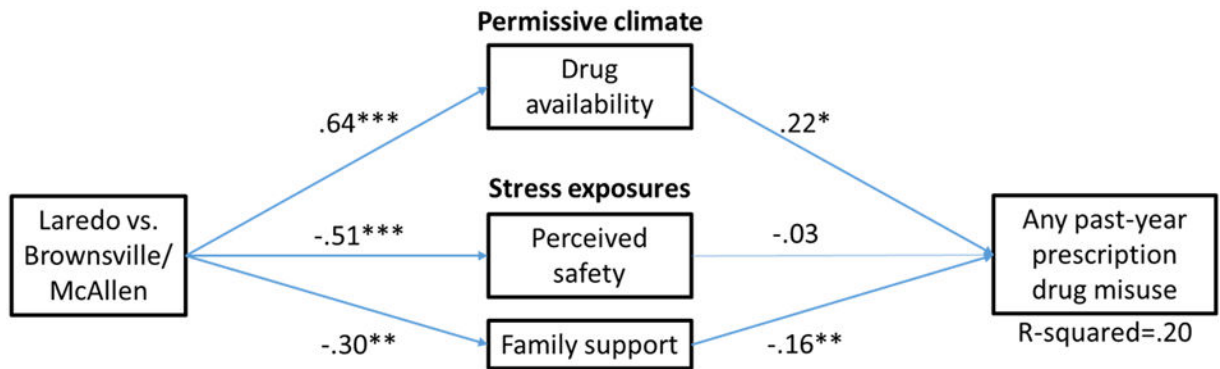 Permissive climate
Drug
availability
.64***
.22*
Stress exposures
Laredo vs.
Brownsville/
McAllen
-.51***
Perceived
safety
-.03
Any past-year
prescription
drug misuse
R-squared=.20
-.30**
Family support
-.16**